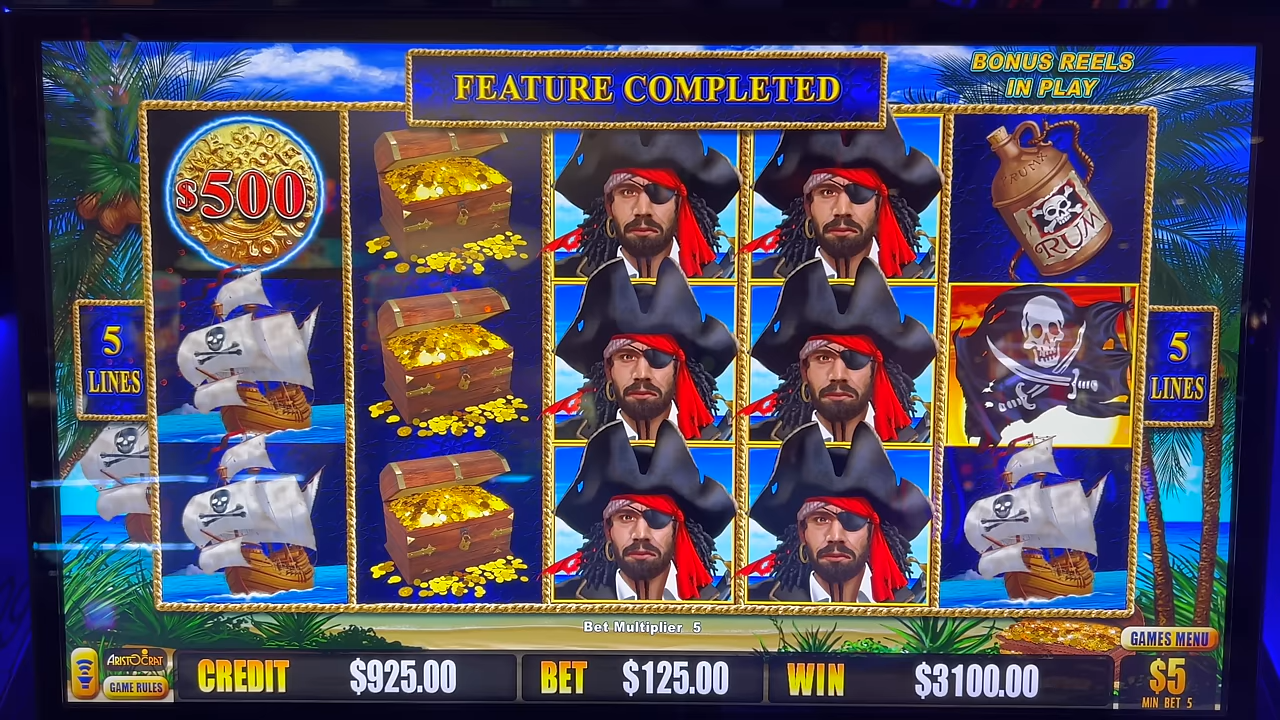 FEATURE COMPLETED
BONUS REELS
IN PLAY
$500
RUM
5
LINES
5
LINES
Bet Multiplier 5
GAMES MENU
ARISTOCRAT
GAME RULES
CREDIT $925.00
BET $125.00
WIN $3100.00
$5
MIN BET 5